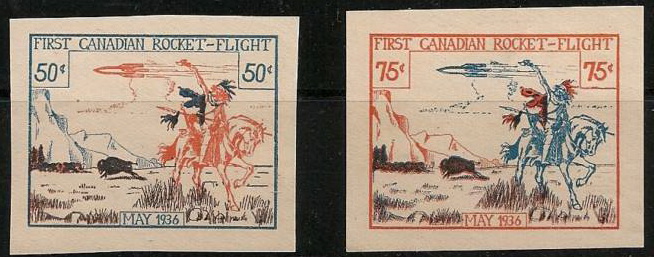 FIRST CANADIAN ROCKET-FLIGHT
50¢ 50¢
MAY 1936
FIRST CANADIAN ROCKET-FLIGHT
75¢ 75¢
MAY 1936